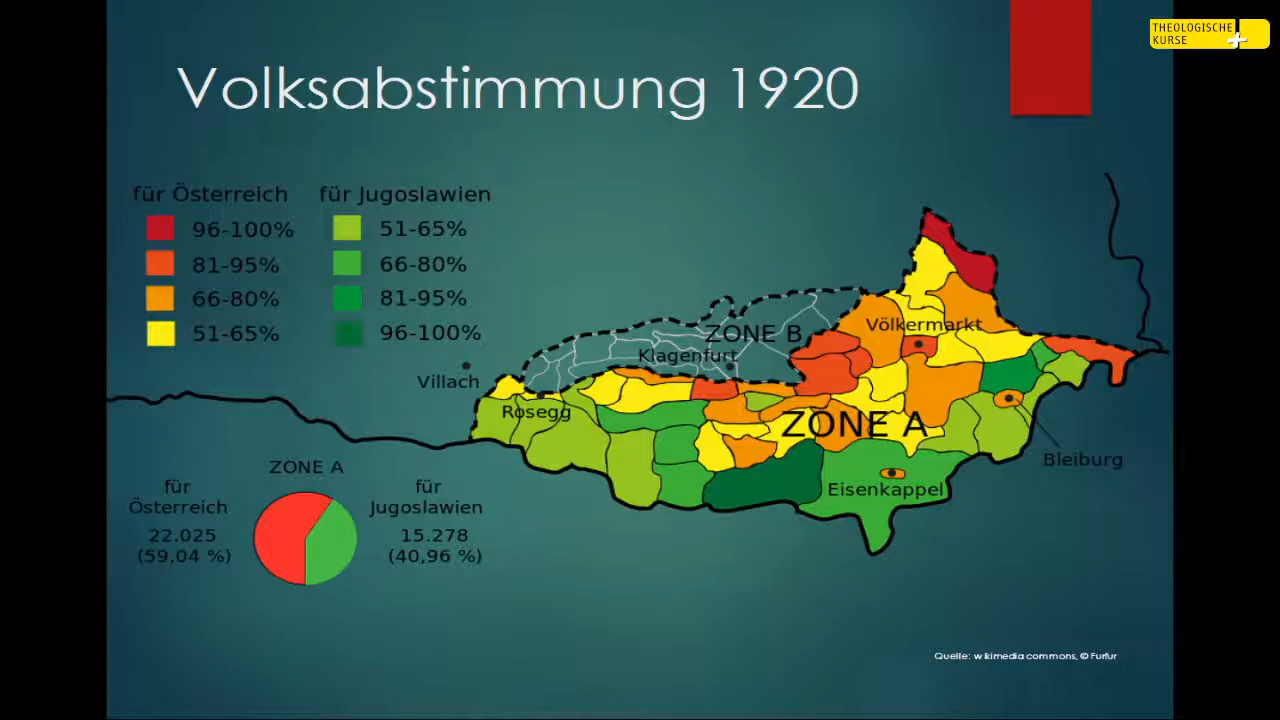 THEOLOGISCHE
KURSE
Volksabstimmung 1920
für Österreich
96-100%
81-95%
66-80%
51-65%
für Jugoslawien
51-65%
66-80%
81-95%
96-100%
Villach
Rosegg
Klagenfurt
ZONE B
Völkermarkt
ZONE A
Bleiburg
Eisenkappel
ZONE A
für
Österreich
22.025
(59,04 %)
für
Jugoslawien
15.278
(40,96 %)
Quelle: wikimedia commons, © Furfur